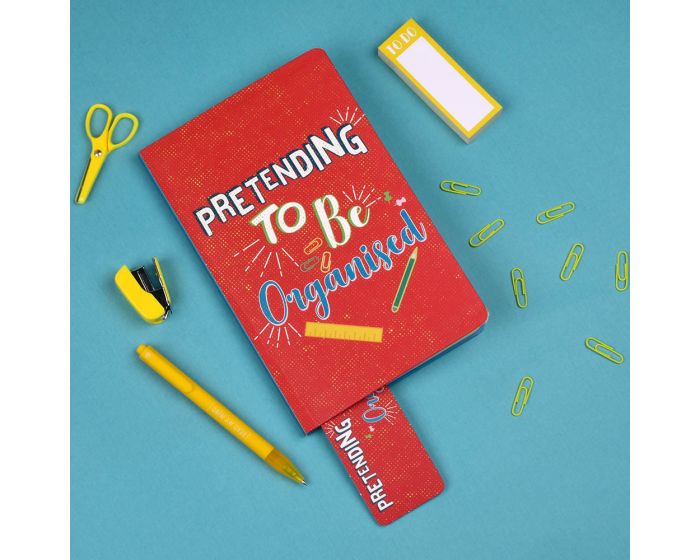 TO DO
PRETENDING
TO Be
Organised
PRETENDING